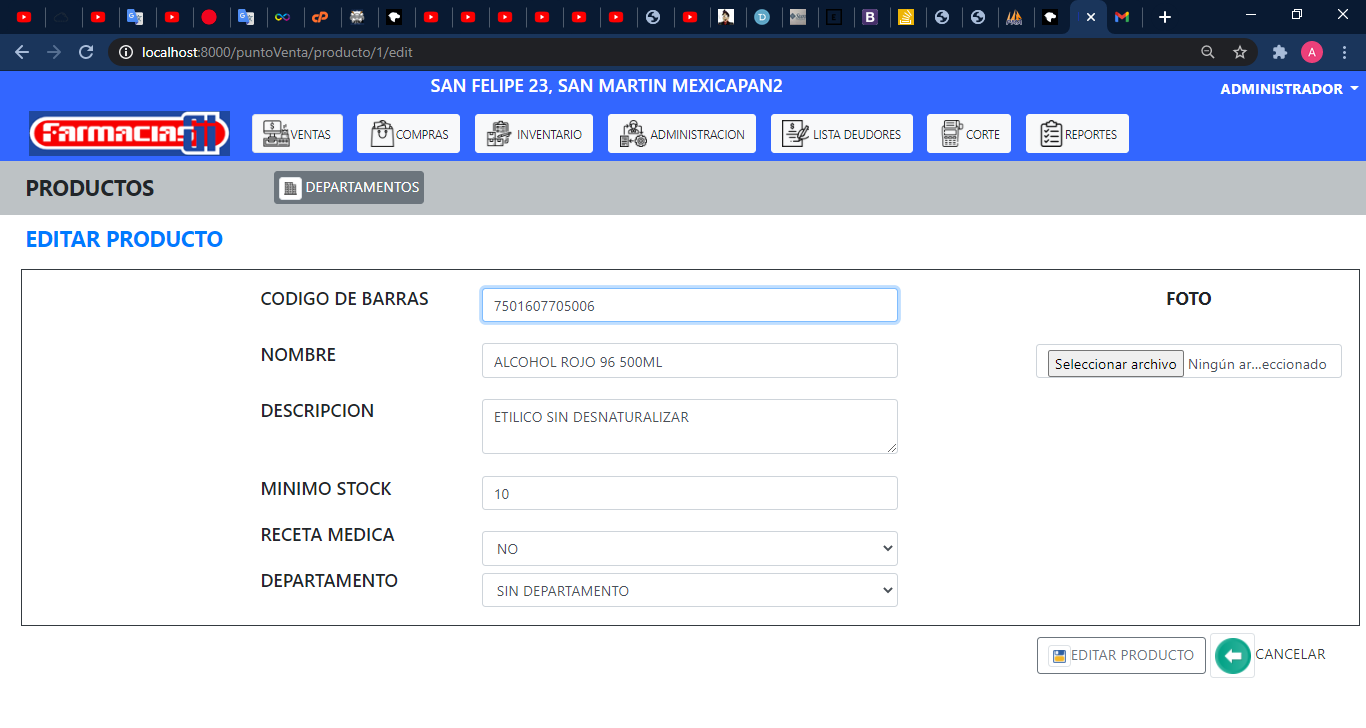 localhost:8000/puntoVenta/producto/1/edit
A
SAN FELIPE 23, SAN MARTIN MEXICAPAN2
ADMINISTRADOR
Farmacias GI
VENTAS
COMPRAS
INVENTARIO
ADMINISTRACION
LISTA DEUDORES
CORTE
REPORTES
PRODUCTOS
DEPARTAMENTOS
EDITAR PRODUCTO
CODIGO DE BARRAS
7501607705006
FOTO
NOMBRE
ALCOHOL ROJO 96 500ML
Seleccionar archivo Ningún ar...eccionado
DESCRIPCION
ETILICO SIN DESNATURALIZAR
MINIMO STOCK
10
RECETA MEDICA
NO
DEPARTAMENTO
SIN DEPARTAMENTO
EDITAR PRODUCTO
CANCELAR